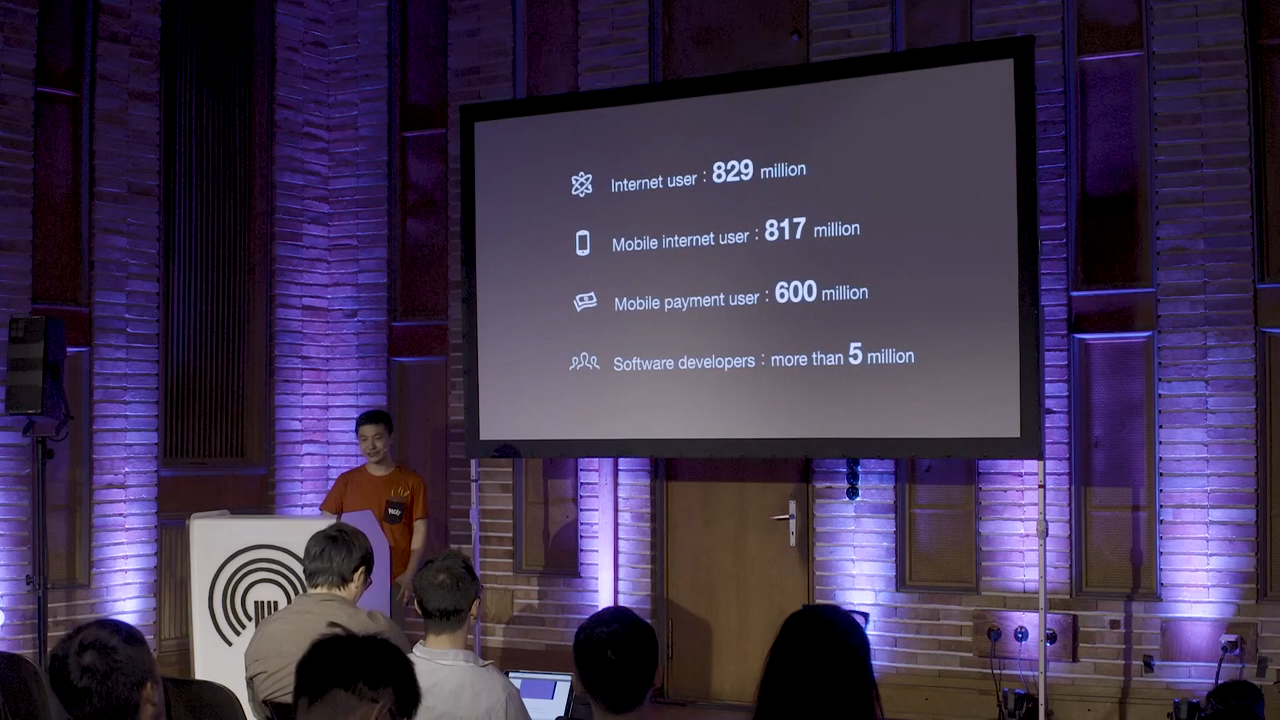 Internet user : 829 million
Mobile internet user : 817 million
Mobile payment user : 600 million
Software developers : more than 5 million